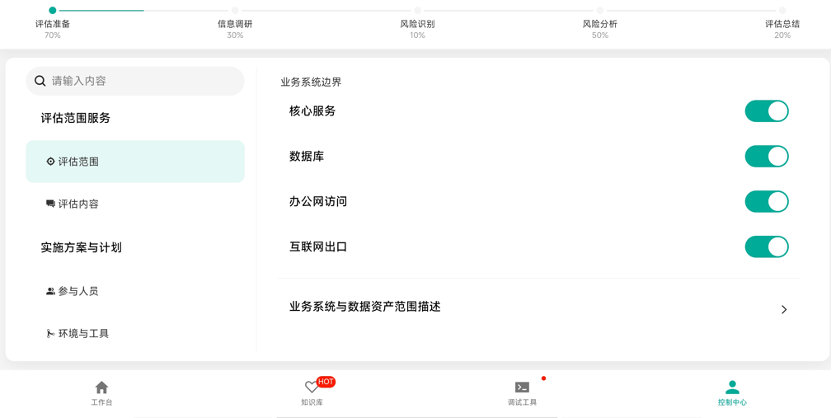 评估准备
70%
信息调研
30%
风险识别
10%
风险分析
50%
评估总结
20%
请输入内容
评估范围服务
评估范围
评估内容
实施方案与计划
参与人员
环境与工具
业务系统边界
核心服务
数据库
办公网访问
互联网出口
业务系统与数据资产范围描述
工作台
HOT
知识库
调试工具
控制中心